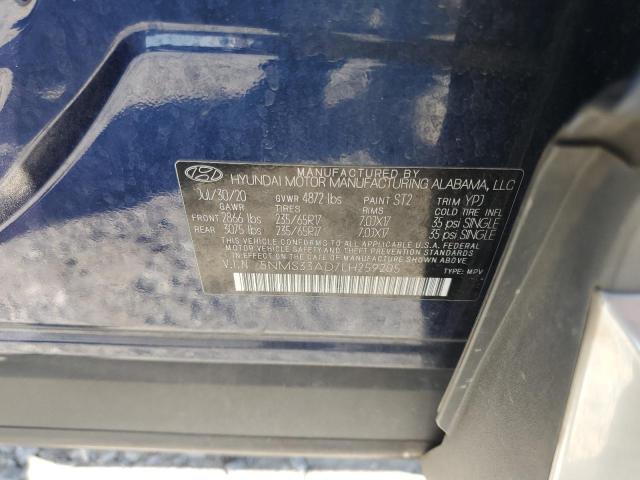 MANUFACTURED BY
HYUNDAI MOTOR MANUFACTURING ALABAMA, LLC
JUL/30/20 GVWR 4872 lbs PAINT ST2 TRIM YPJ
GAWR TIRES RIMS COLD TIRE INFL
FRONT 2866 lbs 235/65R17 7.0JX17 35 psi SINGLE
REAR 3075 lbs 235/65R17 7.0JX17 35 psi SINGLE
THIS VEHICLE CONFORMS TO ALL APPLICABLE U.S.A. FEDERAL
MOTOR VEHICLE SAFETY AND THEFT PREVENTION STANDARDS
IN EFFECT ON THE DATE OF MANUFACTURE SHOWN ABOVE.
V.I.N : 5NMS33AD7LH259205 TYPE: MPV